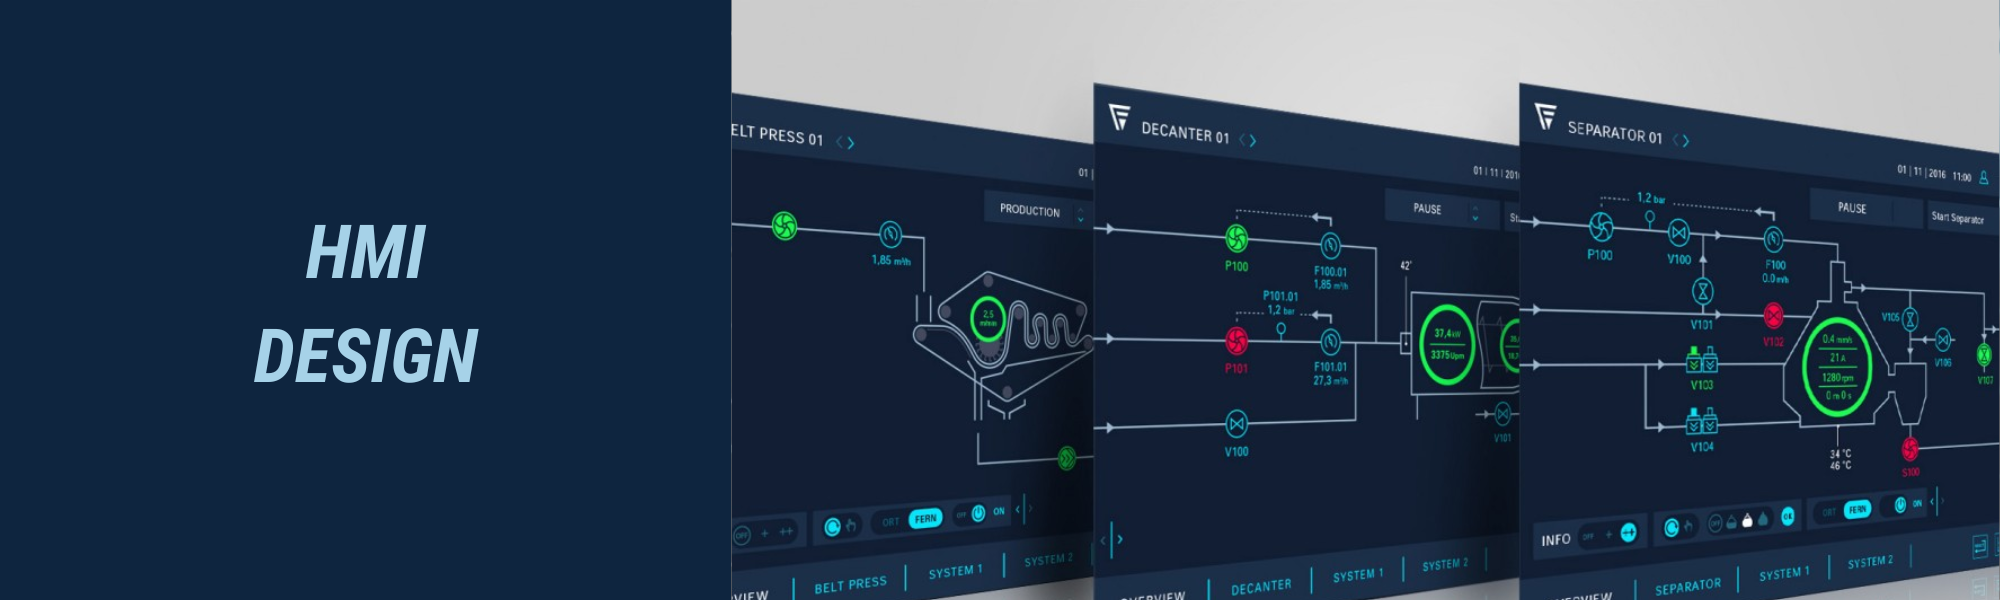 HMI
DESIGN
ELT PRESS 01
01
PRODUCTION
1,85 m³/h
2,5
m/min
OFF + ++
ORT FERN
OFF ON
VIEW
BELT PRESS
SYSTEM 1
SYSTEM 2
DECANTER 01
01 | 11 | 201
PAUSE
St
P100
F100.01
1,85 m³/h
42°
P101.01
1,2 bar
P101
F101.01
27,3 m³/h
37,4 kW
3375 Upm
V100
V101
OVERVIEW
DECANTER
SYSTEM 1
SYSTEM 2
SEPARATOR 01
01 | 11 | 2016 11:00
PAUSE
Start Separator
1,2 bar
P100
V100
F100
0.0 m³/h
V101
V102
V105
V106
V107
0.4 mm/s
21 A
1280 rpm
0 m 0 s
V103
V104
34 °C
46 °C
S100
INFO
OFF + ++
OFF
OK
ORT FERN
ON
OVERVIEW
SEPARATOR
SYSTEM 1
SYSTEM 2